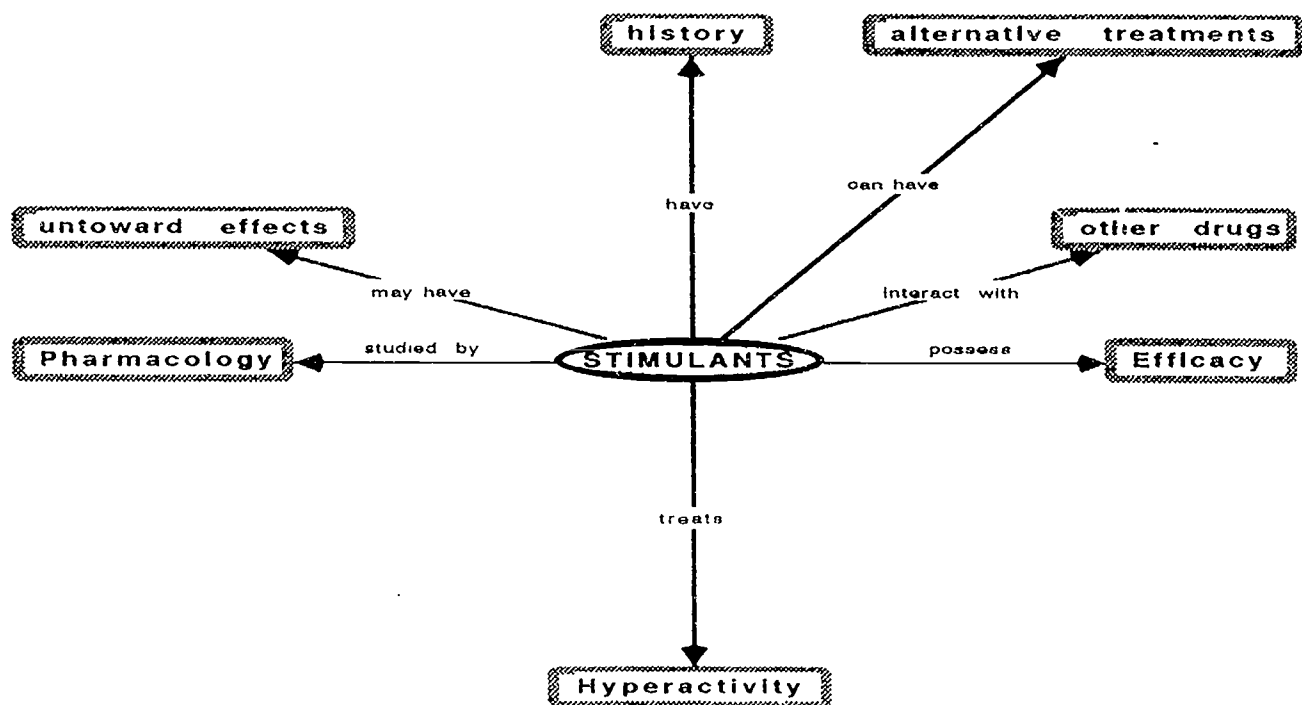 history
alternative treatments
can have
have
untoward effects
other drugs
may have
interact with
Pharmacology
studied by
STIMULANTS
possess
Efficacy
treats
Hyperactivity